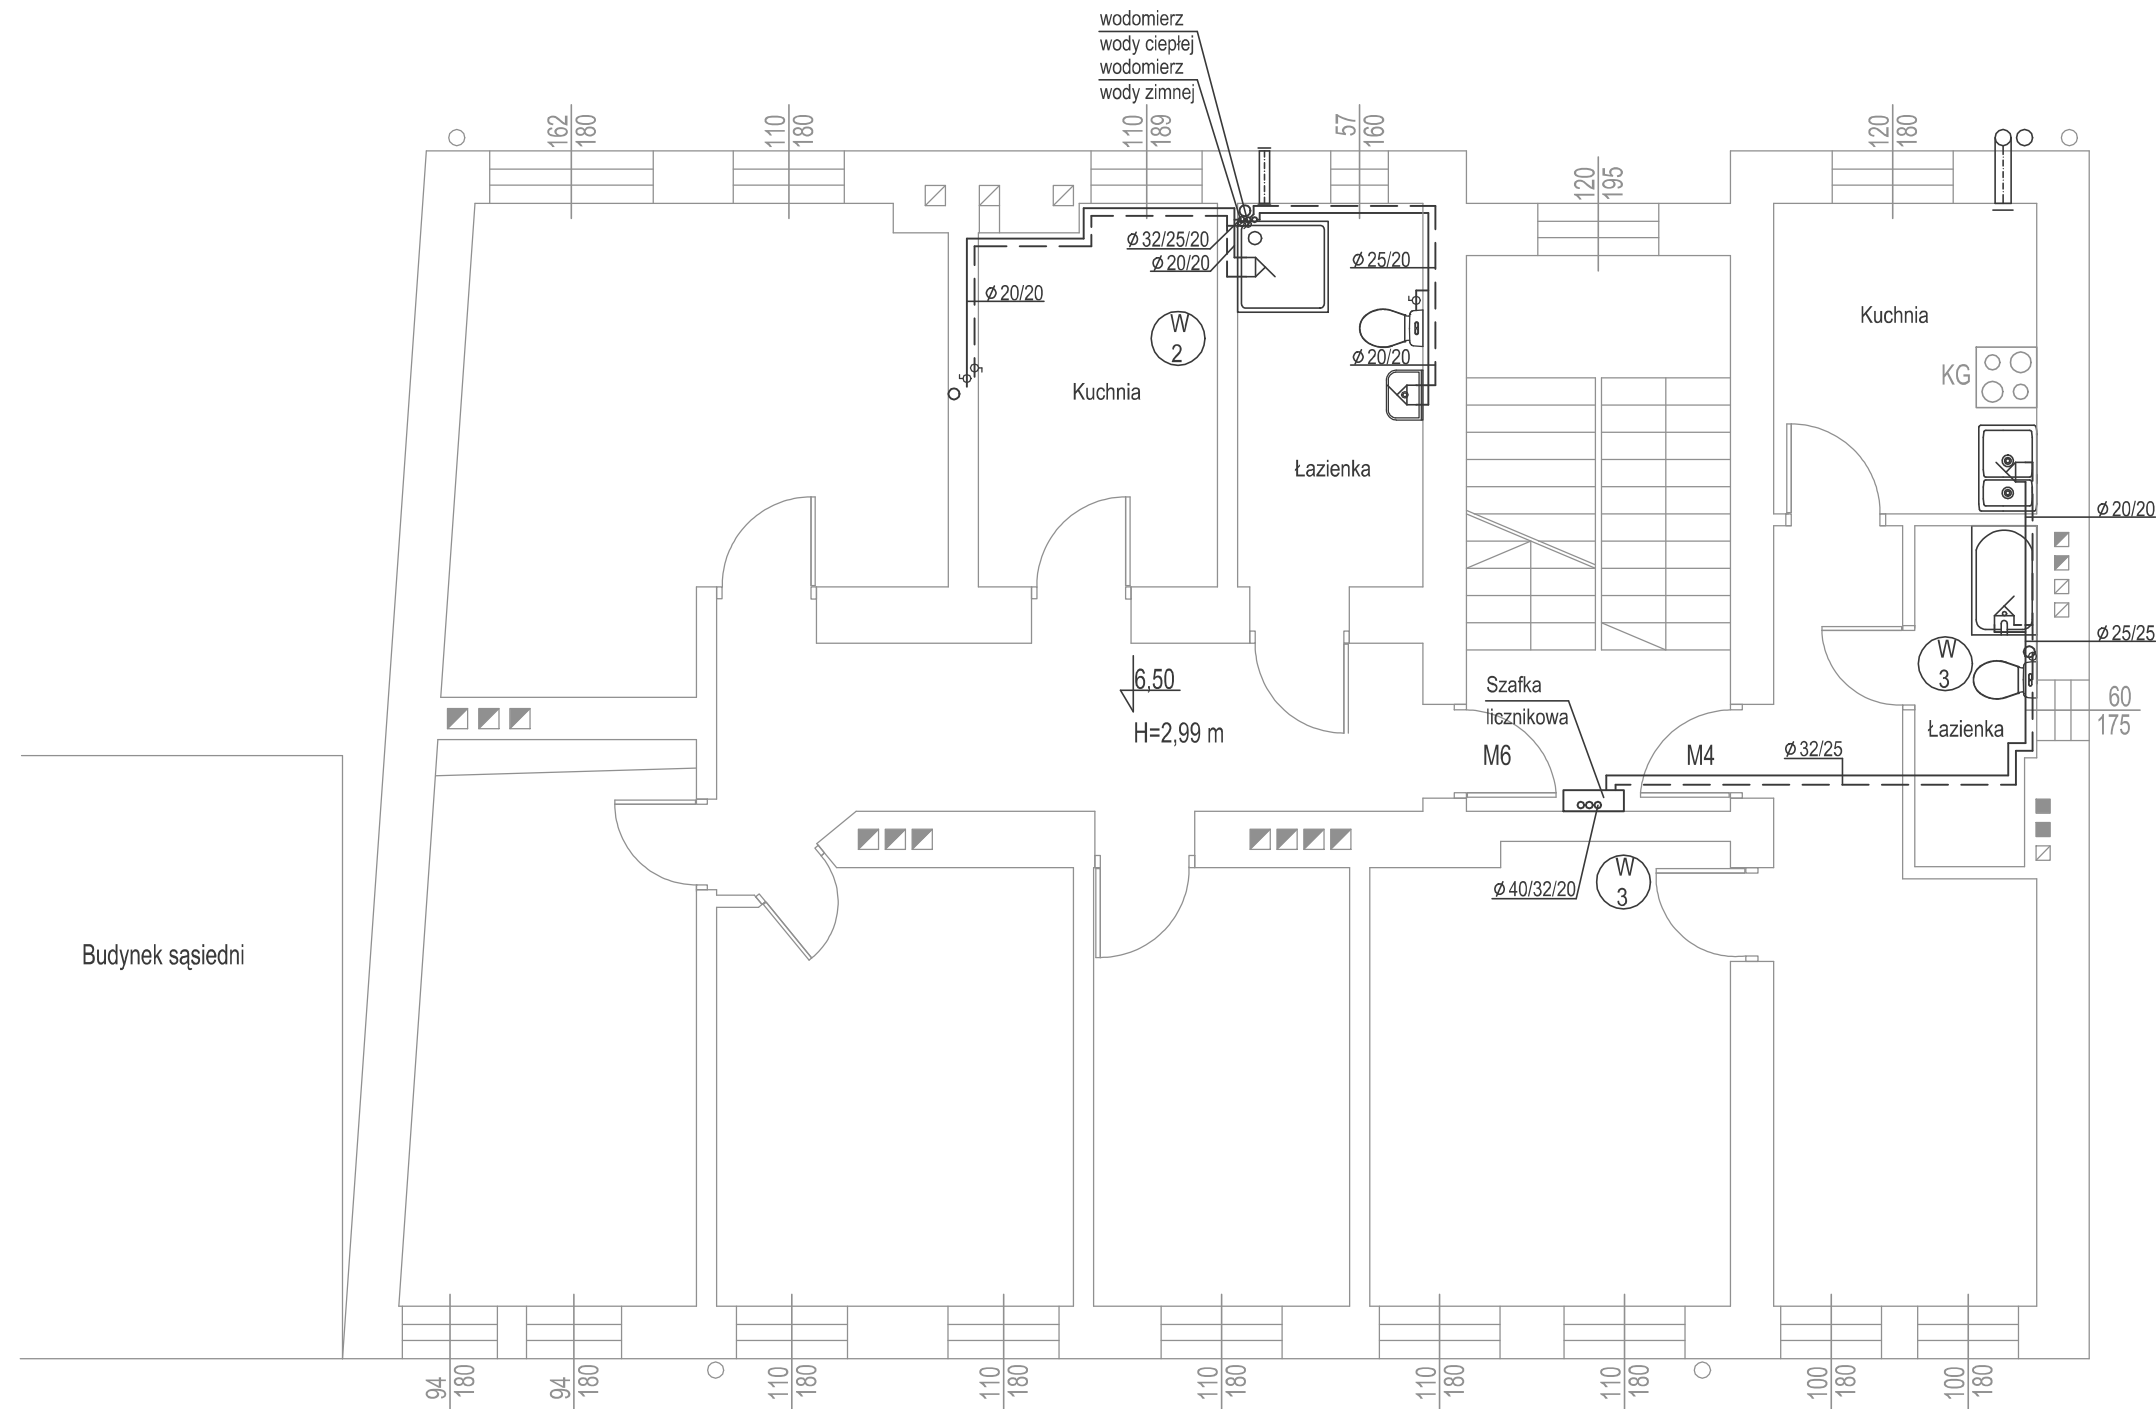 wodomierz
wody ciepłej
wodomierz
wody zimnej
162
180
110
180
110
189
57
160
120
195
120
180
Ø 32/25/20
Ø 20/20
Ø 25/20
Ø 20/20
W
2
Kuchnia
Ø 20/20
Łazienka
Kuchnia
KG
Ø 20/20
Ø 25/25
W
3
Łazienka
60
175
6,50
H=2,99 m
Szafka
licznikowa
M6
M4
Ø 32/25
Ø 40/32/20
W
3
Budynek sąsiedni
94
180
94
180
110
180
110
180
110
180
110
180
110
180
100
180
100
180